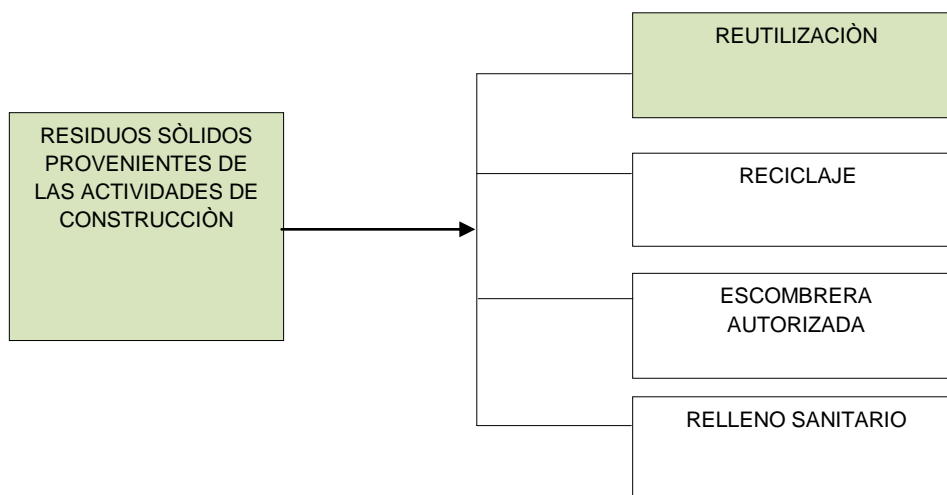 RESIDUOS SÒLIDOS
PROVENIENTES DE
LAS ACTIVIDADES DE
CONSTRUCCIÒN
REUTILIZACIÒN
RECICLAJE
ESCOMBRERA
AUTORIZADA
RELLENO SANITARIO